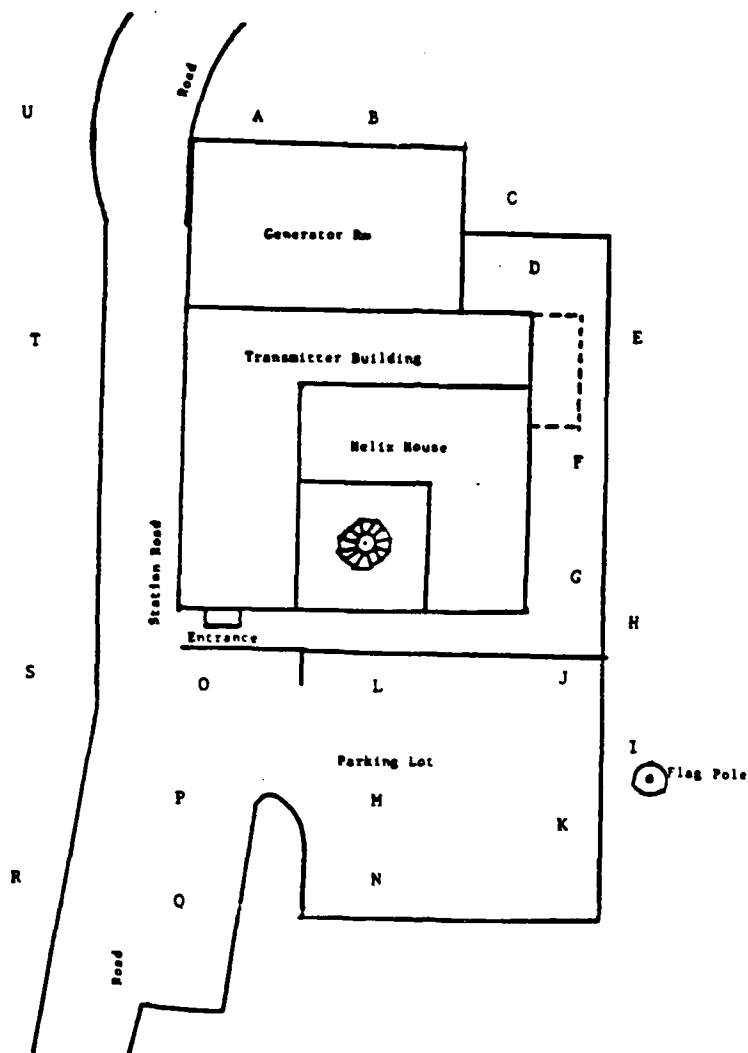 Road
U
A B
C
Generator Rm
D
T
E
Transmitter Building
Helix House
F
Station Road
G
H
Entrance
S
O
L
J
I
Parking Lot
Flag Pole
P
M
K
R
N
Q
Road